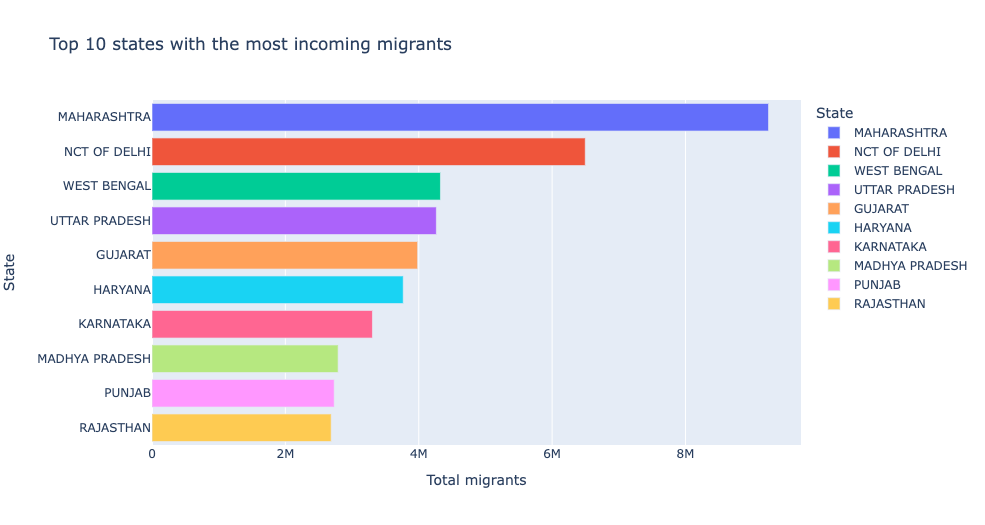 Top 10 states with the most incoming migrants
State
MAHARASHTRA
NCT OF DELHI
WEST BENGAL
UTTAR PRADESH
GUJARAT
HARYANA
KARNATAKA
MADHYA PRADESH
PUNJAB
RAJASTHAN
0 2M 4M 6M 8M
Total migrants
State
MAHARASHTRA
NCT OF DELHI
WEST BENGAL
UTTAR PRADESH
GUJARAT
HARYANA
KARNATAKA
MADHYA PRADESH
PUNJAB
RAJASTHAN